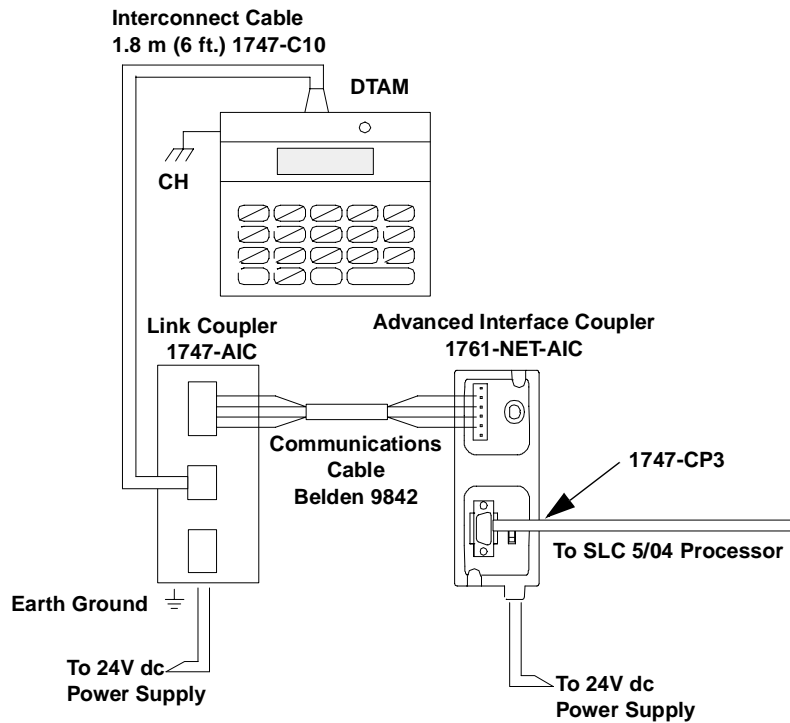 Interconnect Cable
1.8 m (6 ft.) 1747-C10
DTAM
CH
Link Coupler
1747-AIC
Advanced Interface Coupler
1761-NET-AIC
Communications
Cable
Belden 9842
1747-CP3
To SLC 5/04 Processor
Earth Ground
To 24V dc
Power Supply
To 24V dc
Power Supply